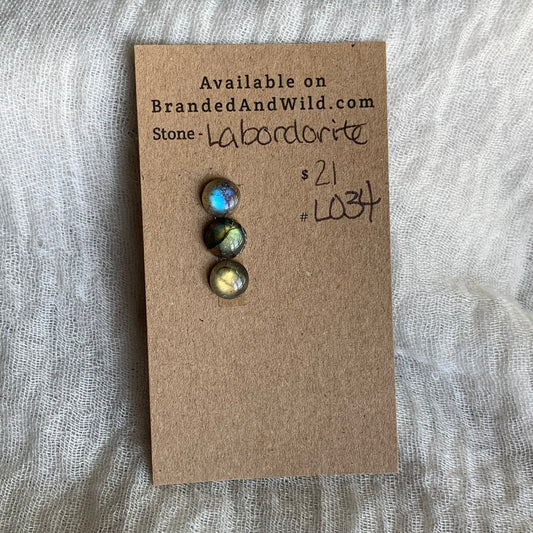 Available on
BrandedAndWild.com
Stone - Labordorite
$ 21
# L034